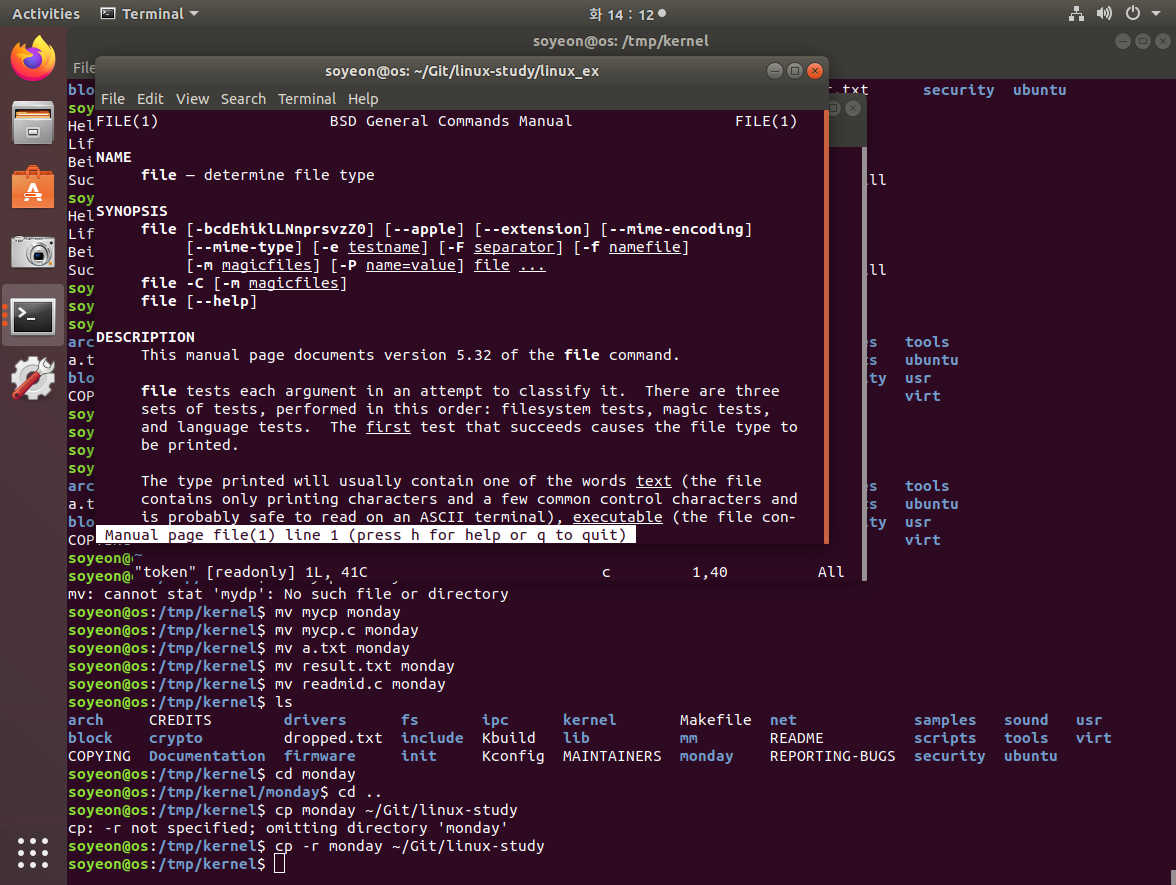 Activities Terminal 화 14 : 12
soyeon@os: /tmp/kernel
File
soyeon@os: ~/Git/linux-study/linux_ex
File Edit View Search Terminal Help
FILE(1) BSD General Commands Manual FILE(1)
NAME
file — determine file type
SYNOPSIS
file [-bcdEhiklLNnprsvzZ0] [--apple] [--extension] [--mime-encoding]
[--mime-type] [-e testname] [-F separator] [-f namefile]
[-m magicfiles] [-P name=value] file ...
file -C [-m magicfiles]
file [--help]
DESCRIPTION
This manual page documents version 5.32 of the file command.
file tests each argument in an attempt to classify it. There are three
sets of tests, performed in this order: filesystem tests, magic tests,
and language tests. The first test that succeeds causes the file type to
be printed.
The type printed will usually contain one of the words text (the file
contains only printing characters and a few common control characters and
is probably safe to read on an ASCII terminal), executable (the file con-
Manual page file(1) line 1 (press h for help or q to quit)
blo
soy
Hel
Lif
Bei
Suc
soy
Hel
Lif
Bei
Suc
soy
soy
soy
arc
a.t
blo
COP
soy
soy
soy
soy
arc
a.t
blo
COP
.txt security ubuntu
ll
ll
s tools
s ubuntu
ty usr
virt
s tools
s ubuntu
ty usr
virt
soyeon@ ~
soyeon@ "token" [readonly] 1L, 41C c 1,40 All
mv: cannot stat 'mydp': No such file or directory
soyeon@os:/tmp/kernel$ mv mycp monday
soyeon@os:/tmp/kernel$ mv mycp.c monday
soyeon@os:/tmp/kernel$ mv a.txt monday
soyeon@os:/tmp/kernel$ mv result.txt monday
soyeon@os:/tmp/kernel$ mv readmid.c monday
soyeon@os:/tmp/kernel$ ls
arch CREDITS drivers fs ipc kernel Makefile net samples sound usr
block crypto dropped.txt include Kbuild lib mm README scripts tools virt
COPYING Documentation firmware init Kconfig MAINTAINERS monday REPORTING-BUGS security ubuntu
soyeon@os:/tmp/kernel$ cd monday
soyeon@os:/tmp/kernel/monday$ cd ..
soyeon@os:/tmp/kernel$ cp monday ~/Git/linux-study
cp: -r not specified; omitting directory 'monday'
soyeon@os:/tmp/kernel$ cp -r monday ~/Git/linux-study
soyeon@os:/tmp/kernel$